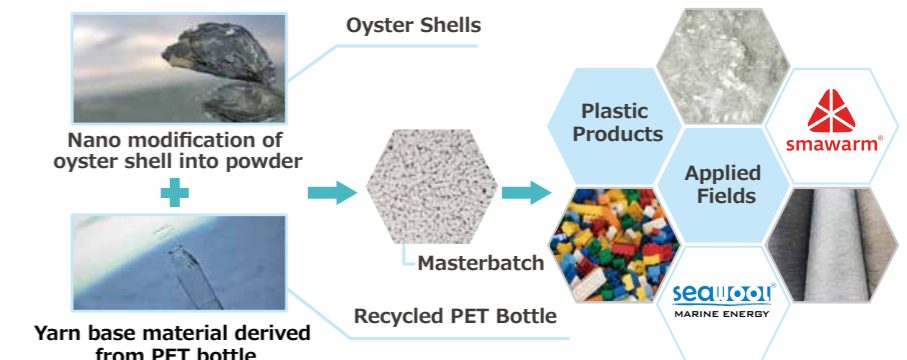 Oyster Shells
Nano modification of
oyster shell into powder
Yarn base material derived
from PET bottle
Recycled PET Bottle
Masterbatch
Plastic
Products
Applied
Fields
smawarm®
seawool®
MARINE ENERGY